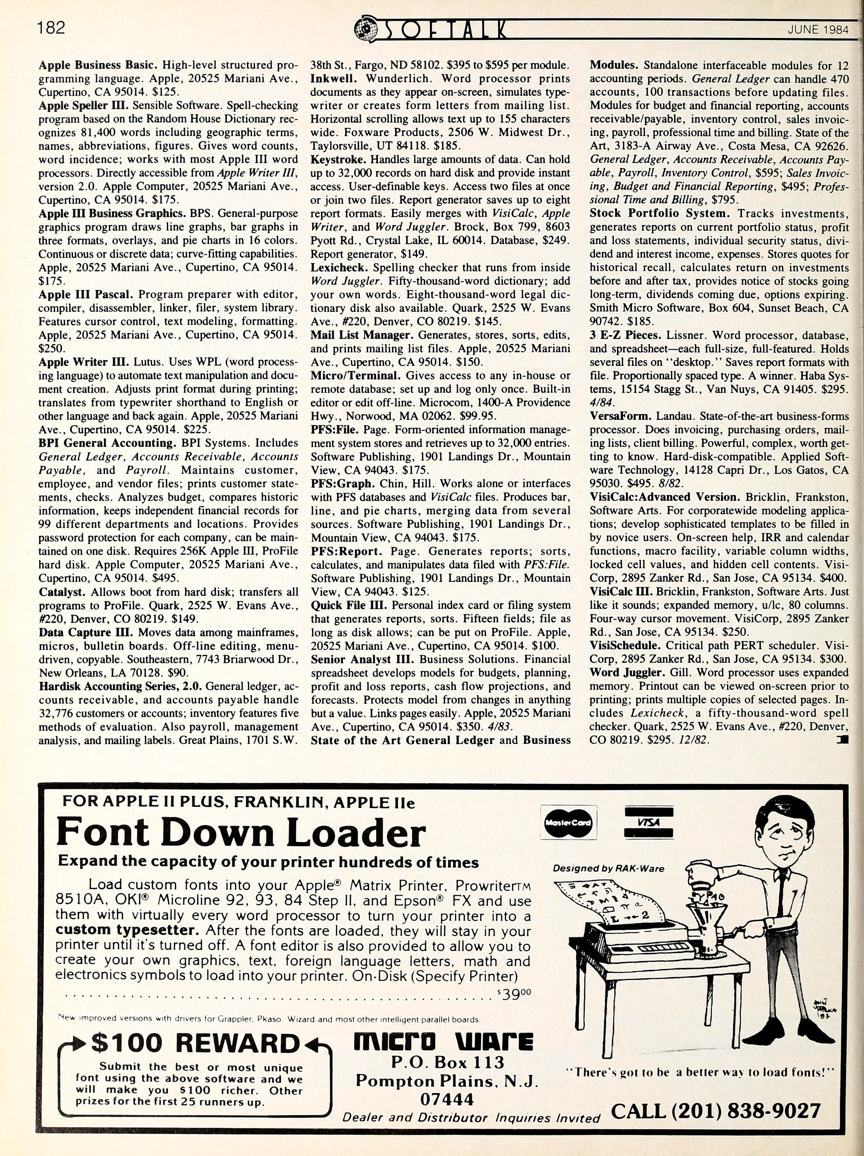 182
SOFTALK
JUNE 1984
Apple Business Basic. High-level structured pro-
gramming language. Apple, 20525 Mariani Ave.,
Cupertino, CA 95014. $125.
Apple Speller III. Sensible Software. Spell-checking
program based on the Random House Dictionary rec-
ognizes 81,400 words including geographic terms,
names, abbreviations, figures. Gives word counts,
word incidence; works with most Apple III word
processors. Directly accessible from Apple Writer III,
version 2.0. Apple Computer, 20525 Mariani Ave.,
Cupertino, CA 95014. $175.
Apple III Business Graphics. BPS. General-purpose
graphics program draws line graphs, bar graphs in
three formats, overlays, and pie charts in 16 colors.
Continuous or discrete data; curve-fitting capabilities.
Apple, 20525 Mariani Ave., Cupertino, CA 95014.
$175.
Apple III Pascal. Program preparer with editor,
compiler, disassembler, linker, filer, system library.
Features cursor control, text modeling, formatting.
Apple, 20525 Mariani Ave., Cupertino, CA 95014.
$250.
Apple Writer III. Lutus. Uses WPL (word process-
ing language) to automate text manipulation and docu-
ment creation. Adjusts print format during printing;
translates from typewriter shorthand to English or
other language and back again. Apple, 20525 Mariani
Ave., Cupertino, CA 95014. $225.
BPI General Accounting. BPI Systems. Includes
General Ledger, Accounts Receivable, Accounts
Payable, and Payroll. Maintains customer,
employee, and vendor files; prints customer state-
ments, checks. Analyzes budget, compares historic
information, keeps independent financial records for
99 different departments and locations. Provides
password protection for each company, can be main-
tained on one disk. Requires 256K Apple III, ProFile
hard disk. Apple Computer, 20525 Mariani Ave.,
Cupertino, CA 95014. $495.
Catalyst. Allows boot from hard disk; transfers all
programs to ProFile. Quark, 2525 W. Evans Ave.,
#220, Denver, CO 80219. $149.
Data Capture III. Moves data among mainframes,
micros, bulletin boards. Off-line editing, menu-
driven, copyable. Southeastern, 7743 Briarwood Dr.,
New Orleans, LA 70128. $90.
Hardisk Accounting Series, 2.0. General ledger, ac-
counts receivable, and accounts payable handle
32,776 customers or accounts; inventory features five
methods of evaluation. Also payroll, management
analysis, and mailing labels. Great Plains, 1701 S.W.
38th St., Fargo, ND 58102. $395 to $595 per module.
Inkwell. Wunderlich. Word processor prints
documents as they appear on-screen, simulates type-
writer or creates form letters from mailing list.
Horizontal scrolling allows text up to 155 characters
wide. Foxware Products, 2506 W. Midwest Dr.,
Taylorsville, UT 84118. $185.
Keystroke. Handles large amounts of data. Can hold
up to 32,000 records on hard disk and provide instant
access. User-definable keys. Access two files at once
or join two files. Report generator saves up to eight
report formats. Easily merges with VisiCalc, Apple
Writer, and Word Juggler. Brock, Box 799, 8603
Pyott Rd., Crystal Lake, IL 60014. Database, $249.
Report generator, $149.
Lexicheck. Spelling checker that runs from inside
Word Juggler. Fifty-thousand-word dictionary; add
your own words. Eight-thousand-word legal dic-
tionary disk also available. Quark, 2525 W. Evans
Ave., #220, Denver, CO 80219. $145.
Mail List Manager. Generates, stores, sorts, edits,
and prints mailing list files. Apple, 20525 Mariani
Ave., Cupertino, CA 95014. $150.
Micro/Terminal. Gives access to any in-house or
remote database; set up and log only once. Built-in
editor or edit off-line. Microcom, 1400-A Providence
Hwy., Norwood, MA 02062. $99.95.
PFS:File. Page. Form-oriented information manage-
ment system stores and retrieves up to 32,000 entries.
Software Publishing, 1901 Landings Dr., Mountain
View, CA 94043. $175.
PFS:Graph. Chin, Hill. Works alone or interfaces
with PFS databases and VisiCalc files. Produces bar,
line, and pie charts, merging data from several
sources. Software Publishing, 1901 Landings Dr.,
Mountain View, CA 94043. $175.
PFS:Report. Page. Generates reports; sorts,
calculates, and manipulates data filed with PFS:File.
Software Publishing, 1901 Landings Dr., Mountain
View, CA 94043. $125.
Quick File III. Personal index card or filing system
that generates reports, sorts. Fifteen fields; file as
long as disk allows; can be put on ProFile. Apple,
20525 Mariani Ave., Cupertino, CA 95014. $100.
Senior Analyst III. Business Solutions. Financial
spreadsheet develops models for budgets, planning,
profit and loss reports, cash flow projections, and
forecasts. Protects model from changes in anything
but a value. Links pages easily. Apple, 20525 Mariani
Ave., Cupertino, CA 95014. $350. 4/83.
State of the Art General Ledger and Business
Modules. Standalone interfaceable modules for 12
accounting periods. General Ledger can handle 470
accounts, 100 transactions before updating files.
Modules for budget and financial reporting, accounts
receivable/payable, inventory control, sales invoic-
ing, payroll, professional time and billing. State of the
Art, 3183-A Airway Ave., Costa Mesa, CA 92626.
General Ledger, Accounts Receivable, Accounts Pay-
able, Payroll, Inventory Control, $595; Sales Invoic-
ing, Budget and Financial Reporting, $495; Profes-
sional Time and Billing, $795.
Stock Portfolio System. Tracks investments,
generates reports on current portfolio status, profit
and loss statements, individual security status, divi-
dend and interest income, expenses. Stores quotes for
historical recall, calculates return on investments
before and after tax, provides notice of stocks going
long-term, dividends coming due, options expiring.
Smith Micro Software, Box 604, Sunset Beach, CA
90742. $185.
3 E-Z Pieces. Lissner. Word processor, database,
and spreadsheet—each full-size, full-featured. Holds
several files on "desktop." Saves report formats with
file. Proportionally spaced type. A winner. Haba Sys-
tems, 15154 Stagg St., Van Nuys, CA 91405. $295.
4/84.
VersaForm. Landau. State-of-the-art business-forms
processor. Does invoicing, purchasing orders, mail-
ing lists, client billing. Powerful, complex, worth get-
ting to know. Hard-disk-compatible. Applied Soft-
ware Technology, 14128 Capri Dr., Los Gatos, CA
95030. $495. 8/82.
VisiCalc:Advanced Version. Bricklin, Frankston,
Software Arts. For corporatewide modeling applica-
tions; develop sophisticated templates to be filled in
by novice users. On-screen help, IRR and calendar
functions, macro facility, variable column widths,
locked cell values, and hidden cell contents. Visi-
Corp, 2895 Zanker Rd., San Jose, CA 95134. $400.
VisiCalc III. Bricklin, Frankston, Software Arts. Just
like it sounds; expanded memory, u/lc, 80 columns.
Four-way cursor movement. VisiCorp, 2895 Zanker
Rd., San Jose, CA 95134. $250.
VisiSchedule. Critical path PERT scheduler. Visi-
Corp, 2895 Zanker Rd., San Jose, CA 95134. $300.
Word Juggler. Gill. Word processor uses expanded
memory. Printout can be viewed on-screen prior to
printing; prints multiple copies of selected pages. In-
cludes Lexicheck, a fifty-thousand-word spell
checker. Quark, 2525 W. Evans Ave., #220, Denver,
CO 80219. $295. 12/82.
FOR APPLE II PLUS, FRANKLIN, APPLE IIe
Font Down Loader
Expand the capacity of your printer hundreds of times
Load custom fonts into your Apple® Matrix Printer, Prowriter™
8510A, OKI® Microline 92, 93, 84 Step II, and Epson® FX and use
them with virtually every word processor to turn your printer into a
custom typesetter. After the fonts are loaded, they will stay in your
printer until it's turned off. A font editor is also provided to allow you to
create your own graphics, text, foreign language letters, math and
electronics symbols to load into your printer. On-Disk (Specify Printer)
$39⁰⁰
New improved versions with drivers for Grappler, Pkaso, Wizard and most other intelligent parallel boards.
$100 REWARD
Submit the best or most unique
font using the above software and we
will make you $100 richer. Other
prizes for the first 25 runners up.
MICRO WARE
P.O. Box 113
Pompton Plains, N.J.
07444
Dealer and Distributor Inquiries Invited
MasterCard
VISA
Designed by RAK-Ware
"There's got to be a better way to load fonts!"
CALL (201) 838-9027